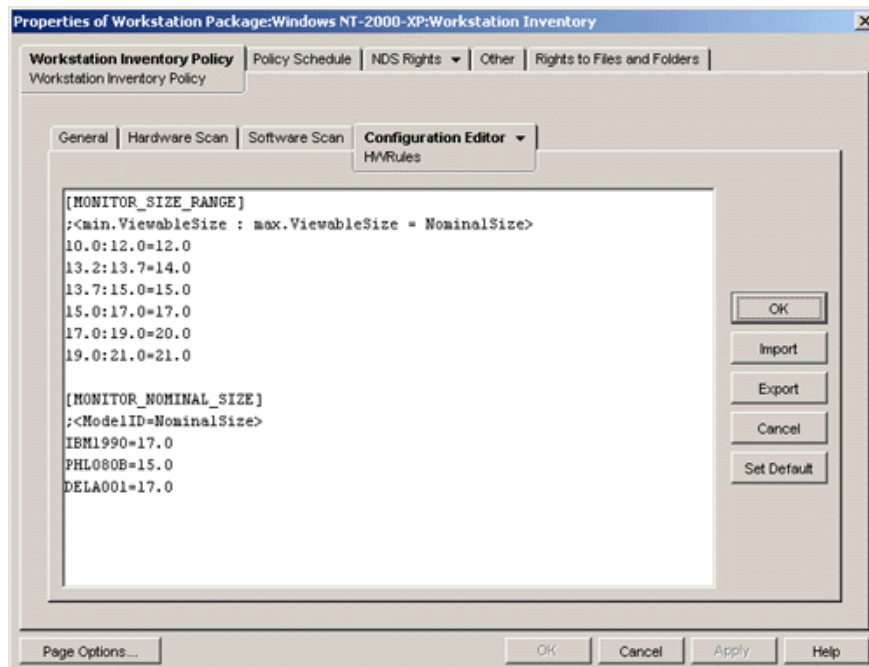 Properties of Workstation Package:Windows NT-2000-XP:Workstation Inventory
Workstation Inventory Policy Policy Schedule NDS Rights Other Rights to Files and Folders
Workstation Inventory Policy
General Hardware Scan Software Scan Configuration Editor
HWRules
[MONITOR_SIZE_RANGE]
;<min.ViewableSize : max.ViewableSize = NominalSize>
10.0:12.0=12.0
13.2:13.7=14.0
13.7:15.0=15.0
15.0:17.0=17.0
17.0:19.0=20.0
19.0:21.0=21.0
[MONITOR_NOMINAL_SIZE]
;<ModelID=NominalSize>
IBM1990=17.0
PHL080B=15.0
DELA001=17.0
OK
Import
Export
Cancel
Set Default
Page Options... OK Cancel Apply Help